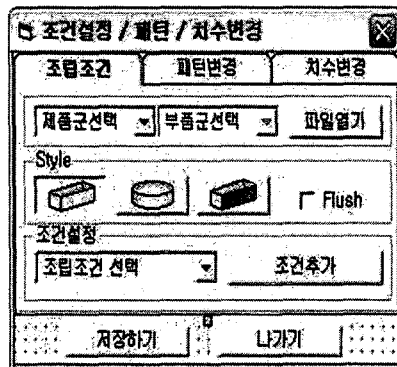 조건설정 / 패턴 / 치수변경
조립조건 패턴변경 치수변경
제품군선택 부품군선택 파일열기
Style
Flush
조건설정
조립조건 선택 조건추가
저장하기 나가기